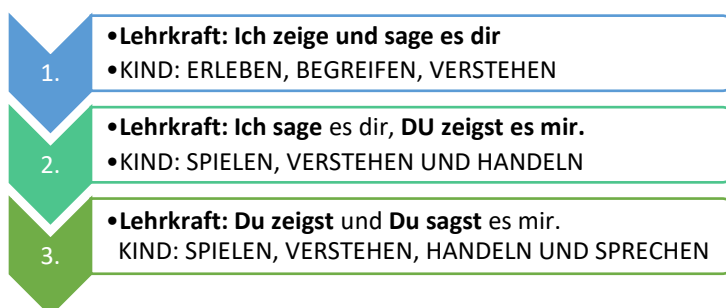 1.
•Lehrkraft: Ich zeige und sage es dir
•KIND: ERLEBEN, BEGREIFEN, VERSTEHEN
2.
•Lehrkraft: Ich sage es dir, DU zeigst es mir.
•KIND: SPIELEN, VERSTEHEN UND HANDELN
3.
•Lehrkraft: Du zeigst und Du sagst es mir.
KIND: SPIELEN, VERSTEHEN, HANDELN UND SPRECHEN